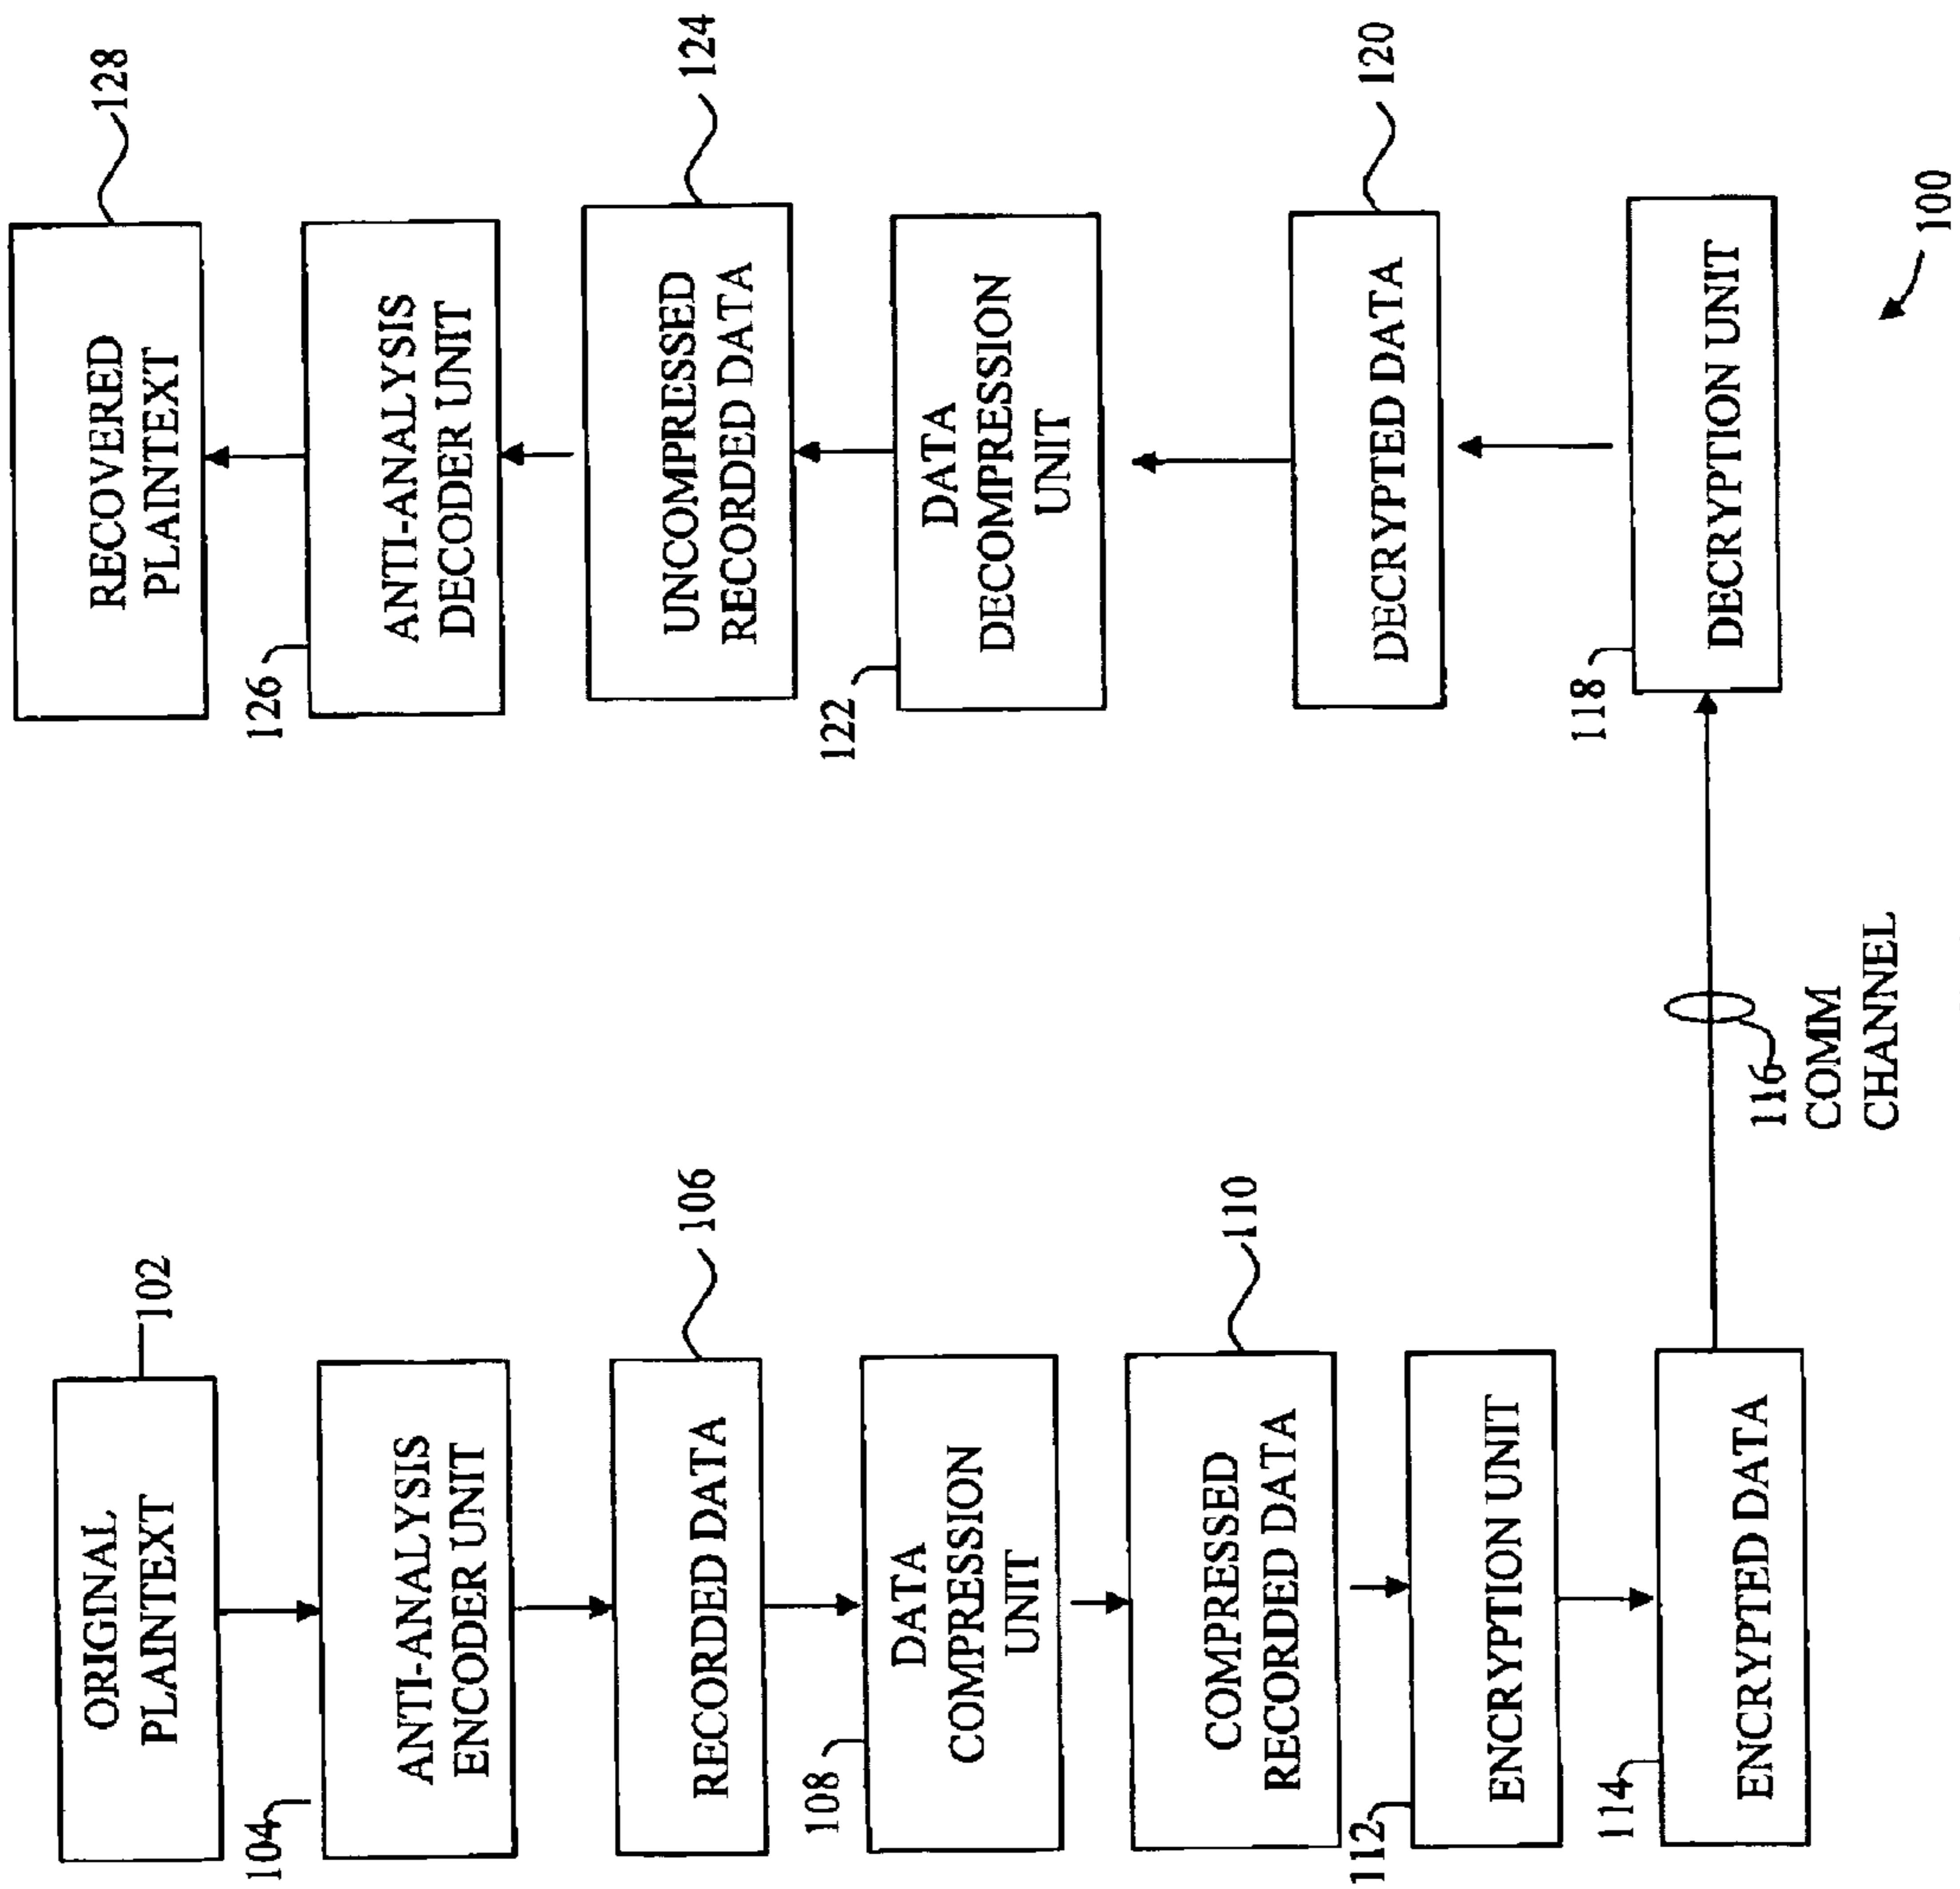 ORIGINAL
PLAINTEXT
102
104
ANTI-ANALYSIS
ENCODER UNIT
RECORDED DATA
106
108
DATA
COMPRESSION
UNIT
COMPRESSED
RECORDED DATA
110
112
ENCRYPTION UNIT
114
ENCRYPTED DATA
116
COMM
CHANNEL
118
DECRYPTION UNIT
DECRYPTED DATA
120
122
DATA
DECOMPRESSION
UNIT
UNCOMPRESSED
RECORDED DATA
124
126
ANTI-ANALYSIS
DECODER UNIT
RECOVERED
PLAINTEXT
128
100